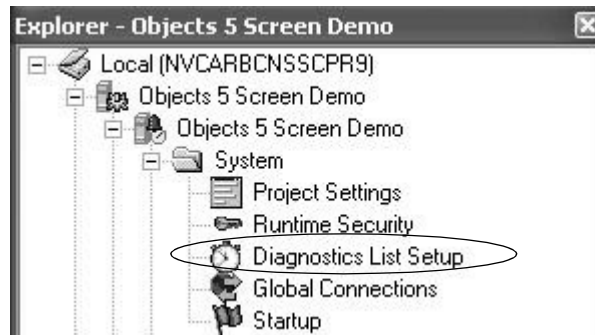 Explorer - Objects 5 Screen Demo
Local (NVCARBCNSSCPR9)
Objects 5 Screen Demo
Objects 5 Screen Demo
System
Project Settings
Runtime Security
Diagnostics List Setup
Global Connections
Startup